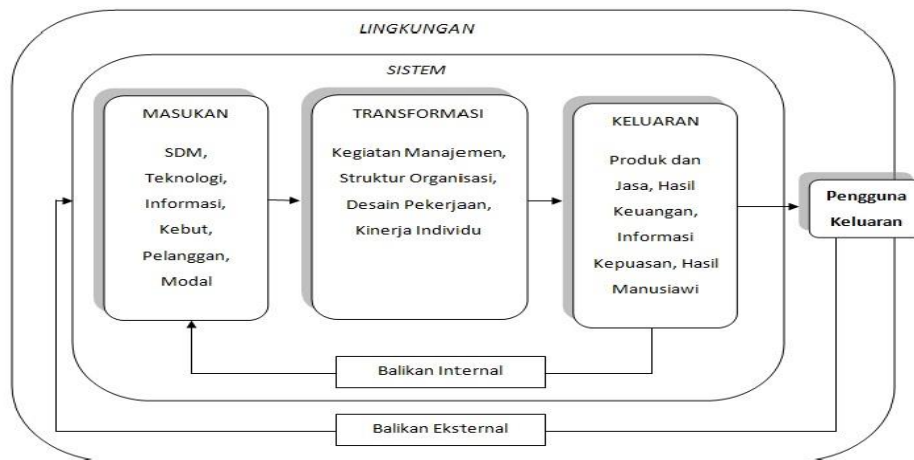 LINGKUNGAN
SISTEM
MASUKAN
SDM,
Teknologi,
Informasi,
Kebut,
Pelanggan,
Modal
TRANSFORMASI
Kegiatan Manajemen,
Struktur Organisasi,
Desain Pekerjaan,
Kinerja Individu
KELUARAN
Produk dan
Jasa, Hasil
Keuangan,
Informasi
Kepuasan, Hasil
Manusiawi
Pengguna
Keluaran
Balikan Internal
Balikan Eksternal